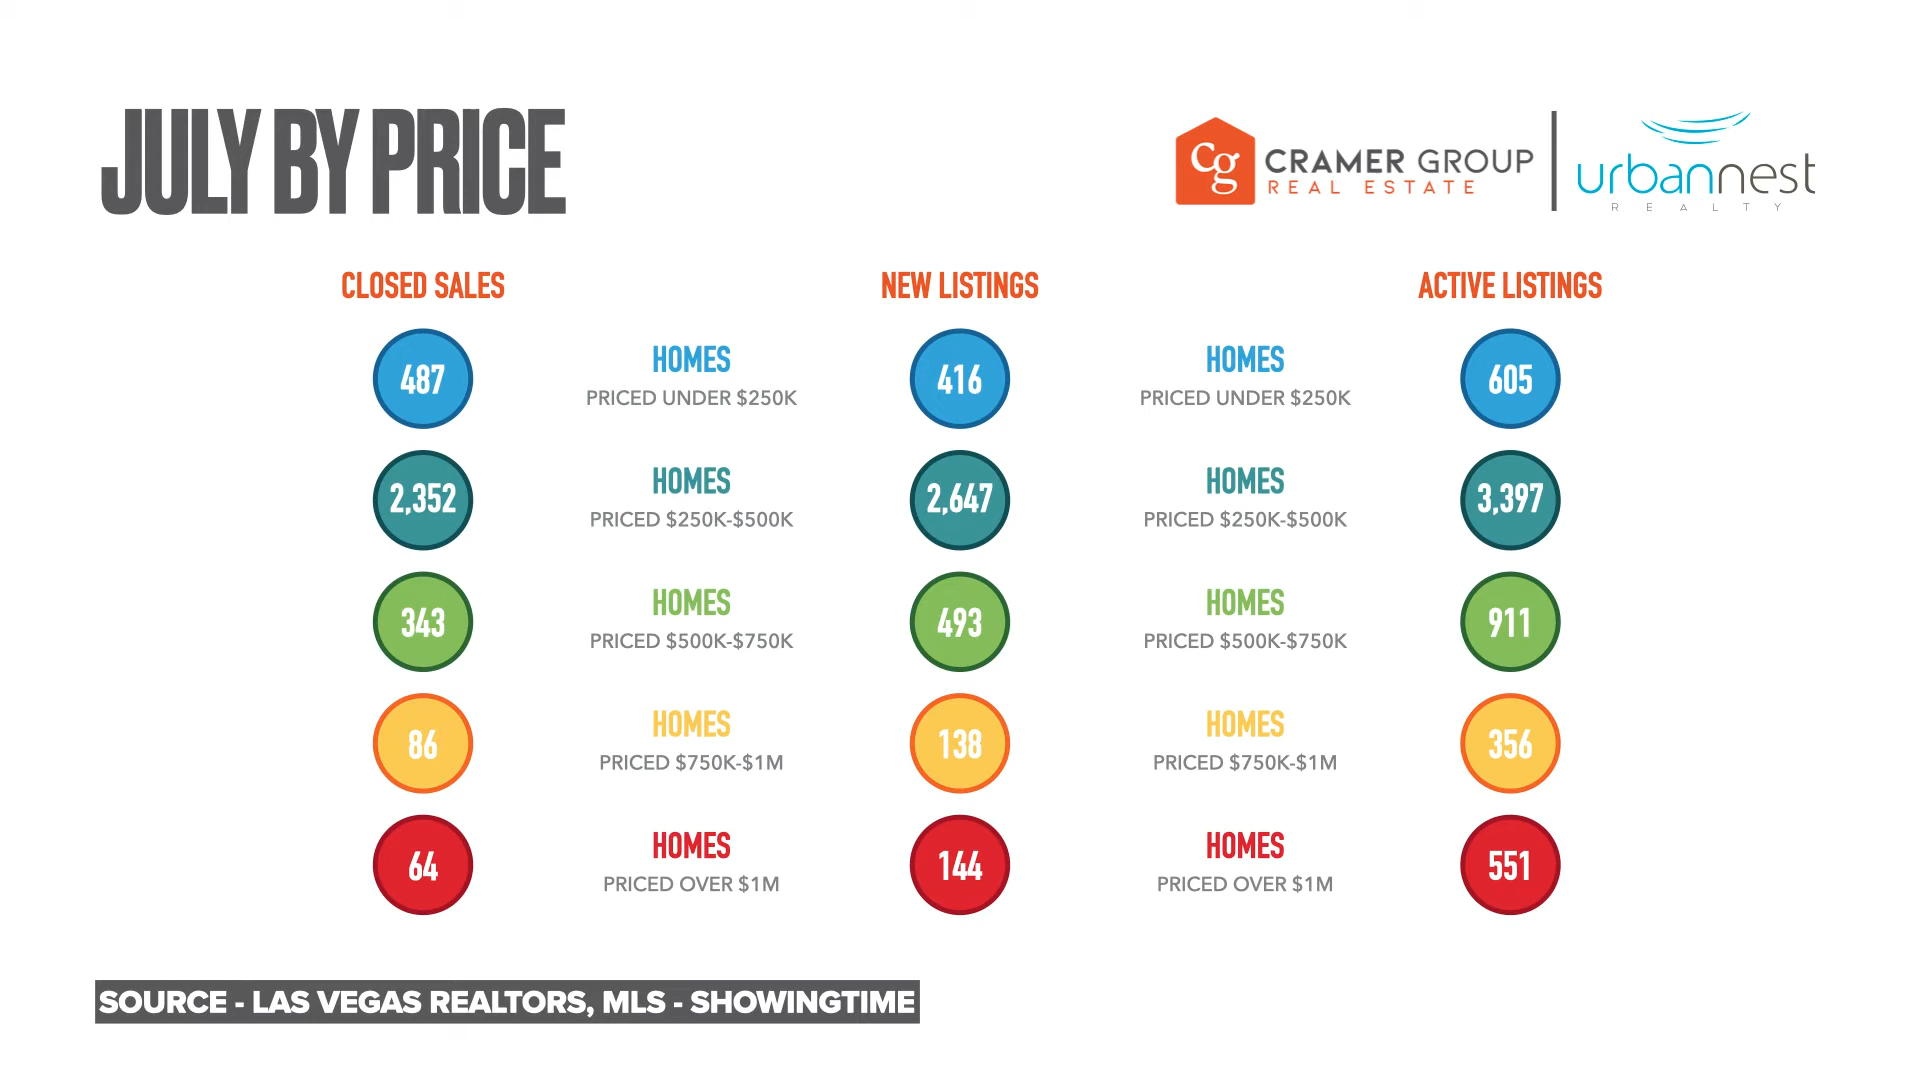 JULY BY PRICE
Cg CRAMER GROUP
REAL ESTATE
urbannest
REALTY
CLOSED SALES NEW LISTINGS ACTIVE LISTINGS
487 HOMES 416 HOMES 605
PRICED UNDER $250K PRICED UNDER $250K
2,352 HOMES 2,647 HOMES 3,397
PRICED $250K-$500K PRICED $250K-$500K
343 HOMES 493 HOMES 911
PRICED $500K-$750K PRICED $500K-$750K
86 HOMES 138 HOMES 356
PRICED $750K-$1M PRICED $750K-$1M
64 HOMES 144 HOMES 551
PRICED OVER $1M PRICED OVER $1M
SOURCE - LAS VEGAS REALTORS, MLS - SHOWINGTIME